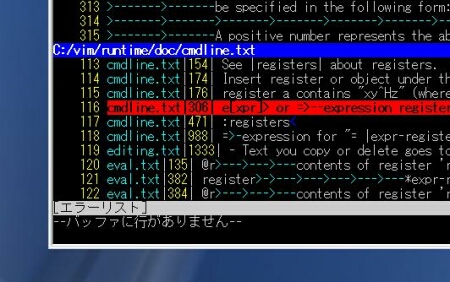 313 >------->-------be specified in the following form:
314 >
315 >------->-------A positive number represents the ab
C:/vim/runtime/doc/cmdline.txt
113 cmdline.txt|154| See |registers| about registers.
114 cmdline.txt|174| Insert register or object under th
115 cmdline.txt|176| register a contains "xy^Hz" (where
116 cmdline.txt|306| e[xpr]> or =>--expression register
117 cmdline.txt|471| :registers
118 cmdline.txt|988| =>-expression for "= |expr-registe
119 editing.txt|1333| - Text you copy or delete goes to
120 eval.txt|135| @r>--->--->---contents of register 'r
121 eval.txt|382| register>--->--->--->--->---*expr-r
122 eval.txt|384| @r>--->--->---contents of register 'r
[エラーリスト]
--バッファに行がありません--